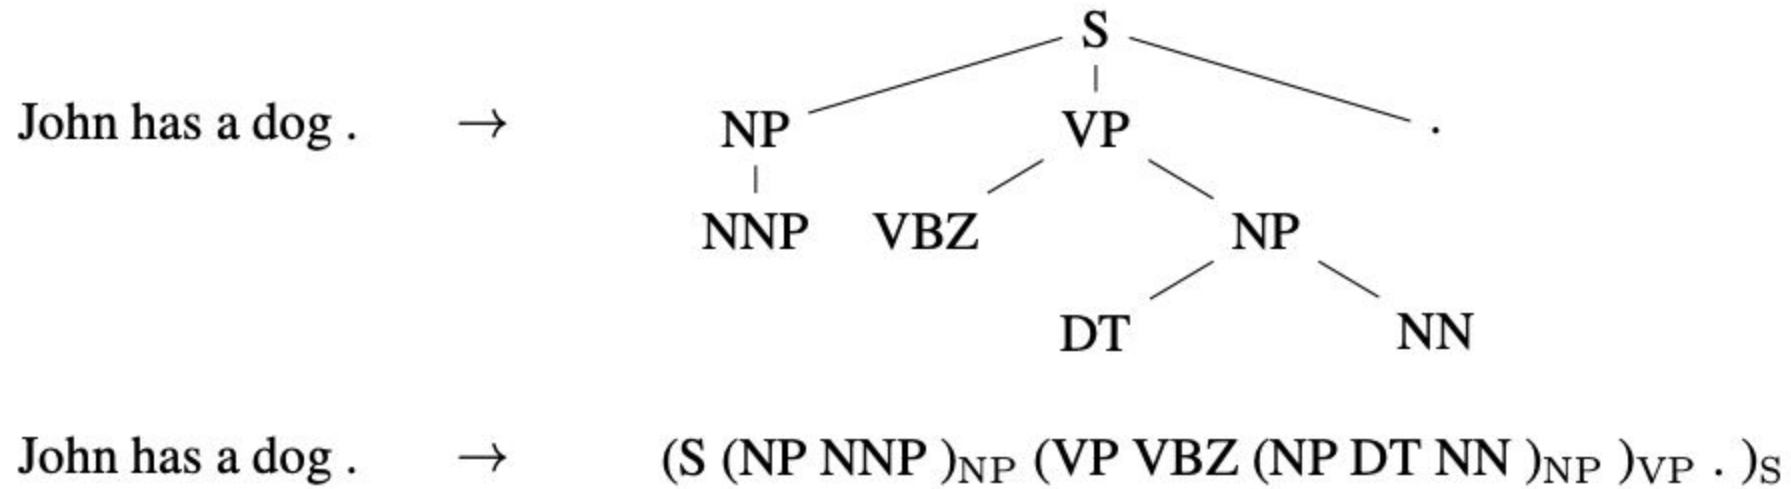 S
John has a dog . → NP VP .
NNP VBZ NP
DT NN
John has a dog . → (S (NP NNP )NP (VP VBZ (NP DT NN )NP )VP . )S